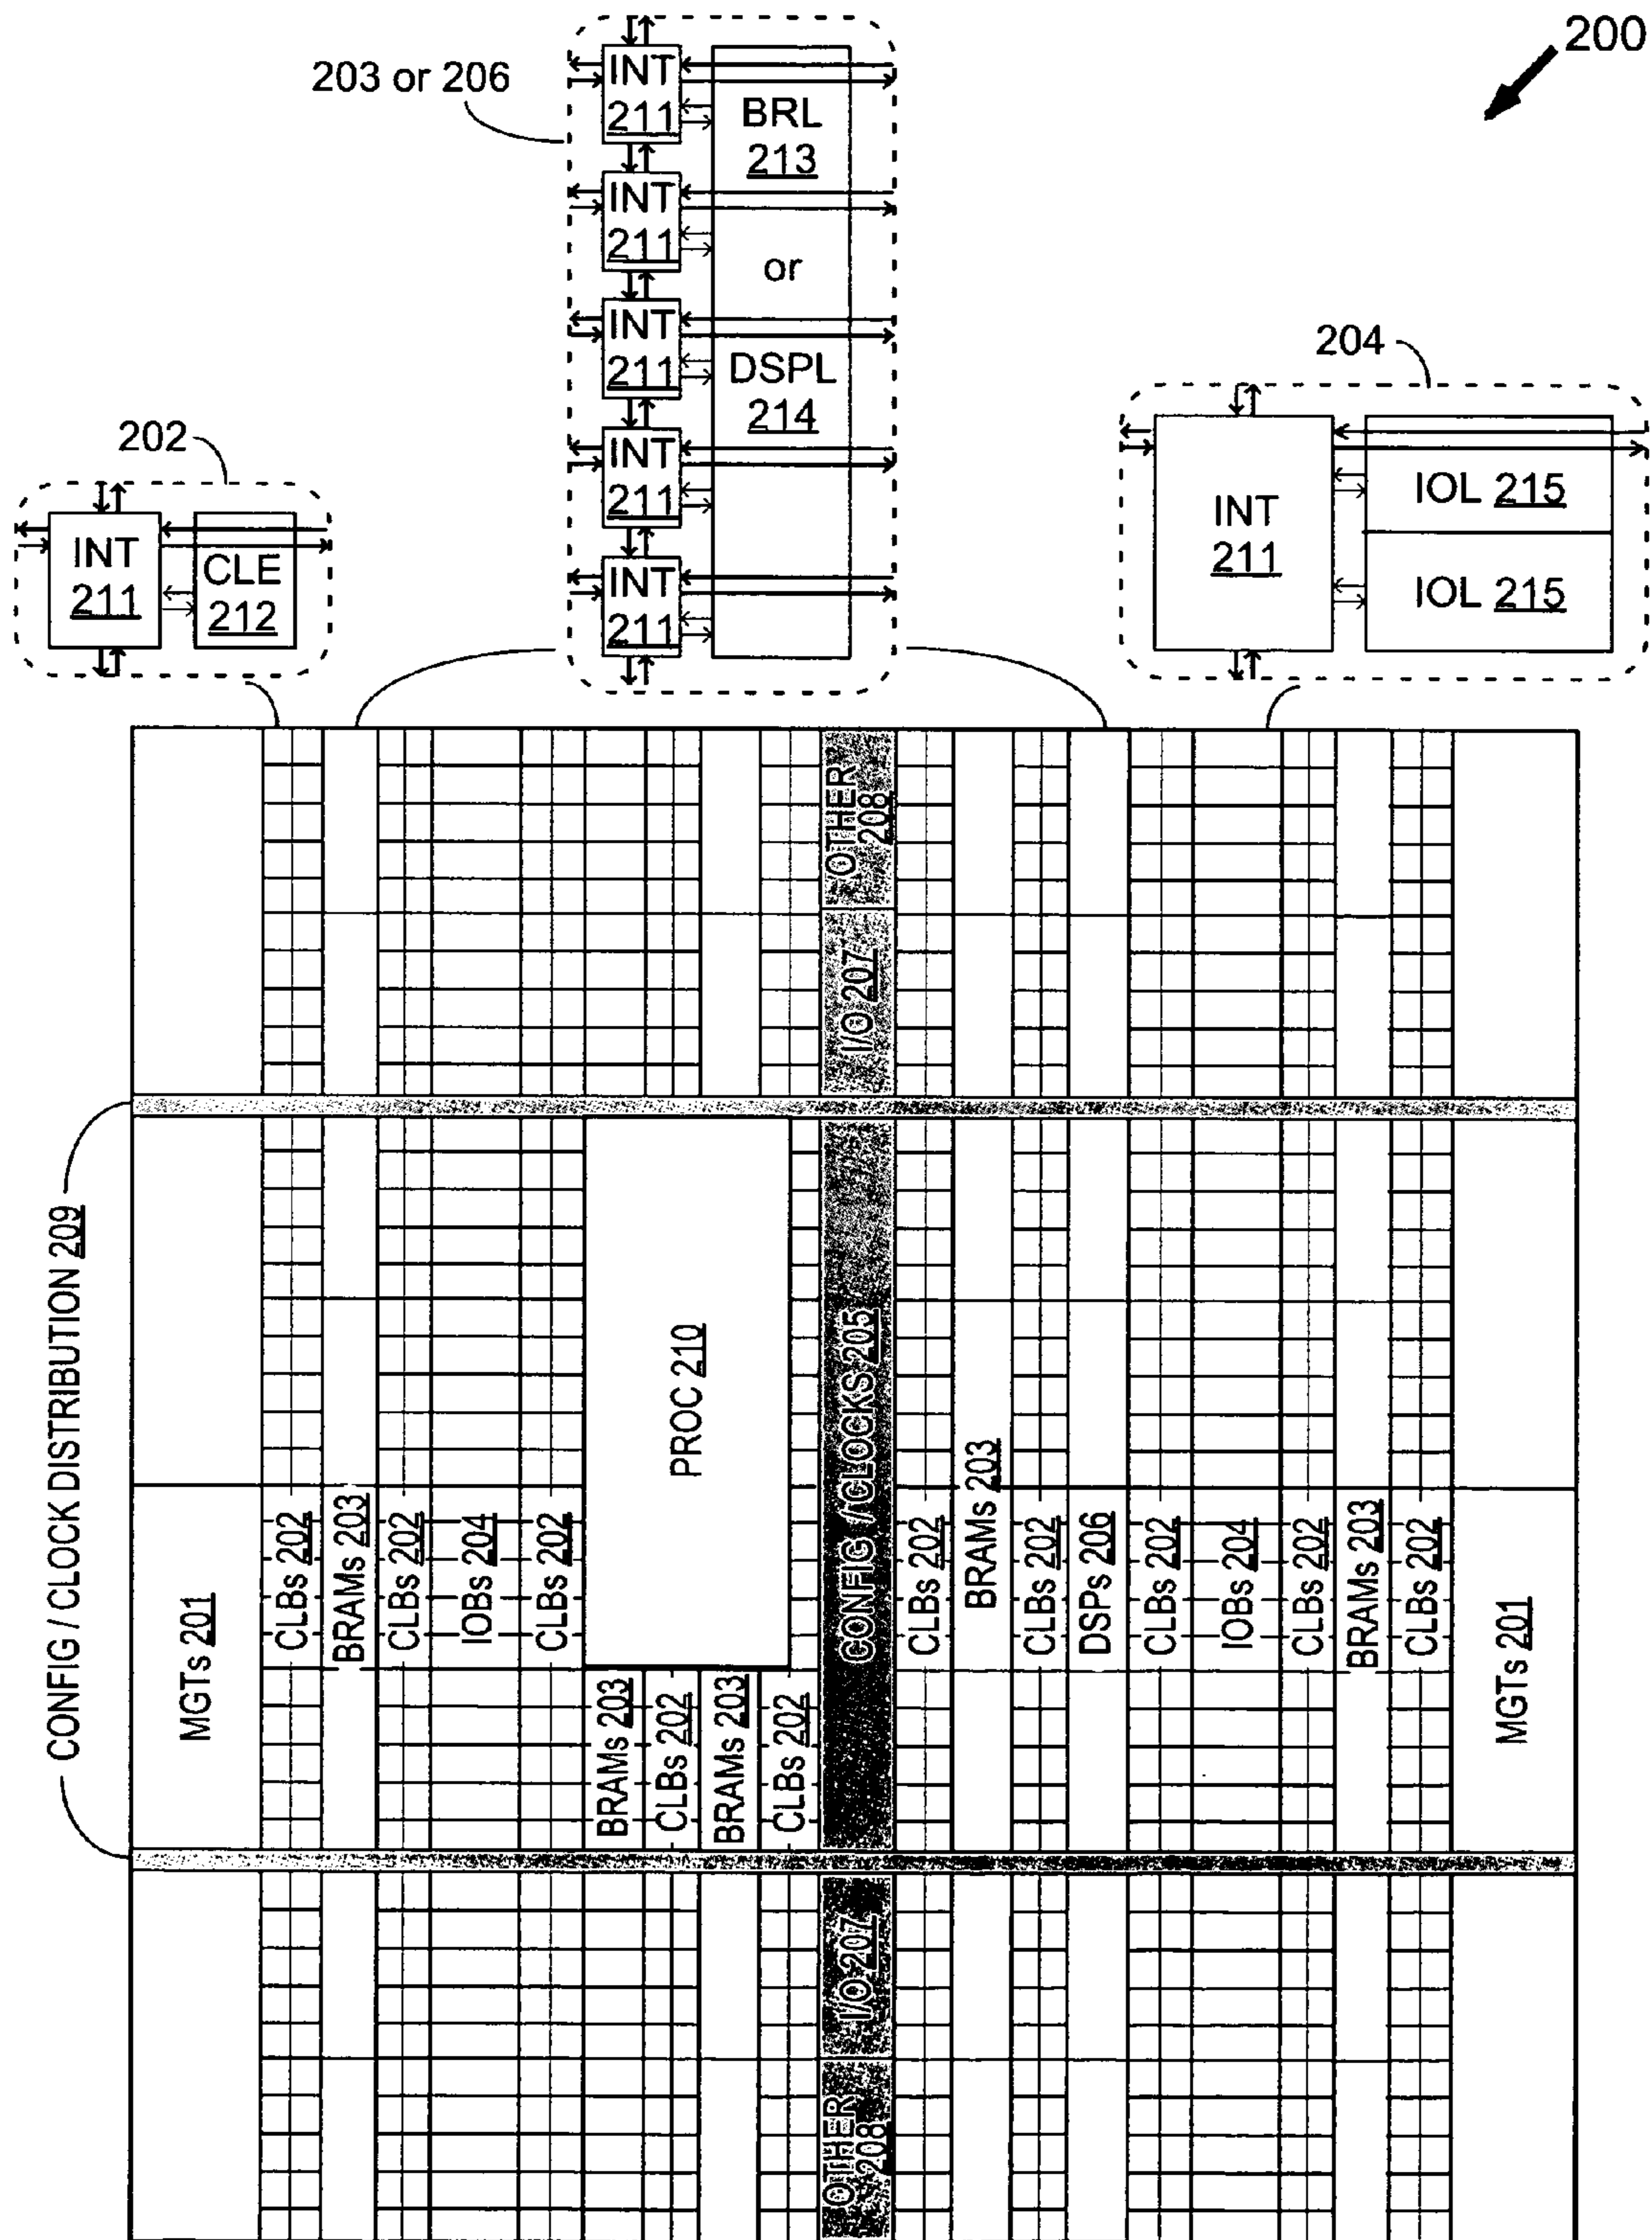 200
203 or 206
INT
211
INT
211
INT
211
INT
211
INT
211
BRL
213
or
DSPL
214
204
INT
211
IOL 215
IOL 215
202
INT
211
CLE
212
OTHER
208
I/O 207
CONFIG / CLOCK DISTRIBUTION 209
PROC 210
CONFIG / CLOCKS 205
MGTs 201
CLBs 202
BRAMs 203
CLBs 202
IOBs 204
CLBs 202
BRAMs 203
CLBs 202
BRAMs 203
CLBs 202
CLBs 202
BRAMs 203
CLBs 202
DSPs 206
CLBs 202
IOBs 204
CLBs 202
BRAMs 203
CLBs 202
MGTs 201
I/O 207
OTHER
208